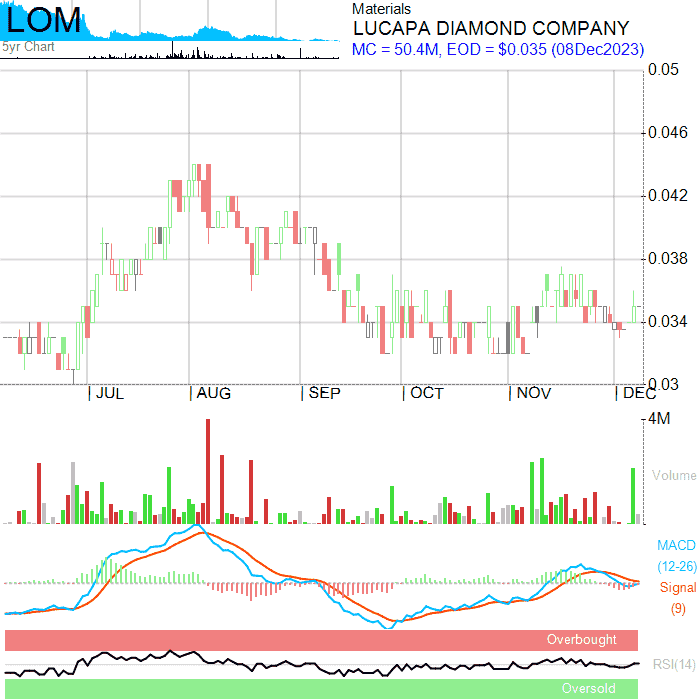 LOM
5yr Chart
Materials
LUCAPA DIAMOND COMPANY
MC = 50.4M, EOD = $0.035 (08Dec2023)
0.05
0.046
0.042
0.038
0.034
0.03
JUL AUG SEP OCT NOV DEC
4M
Volume
MACD
(12-26)
Signal
(9)
Overbought
RSI(14)
Oversold